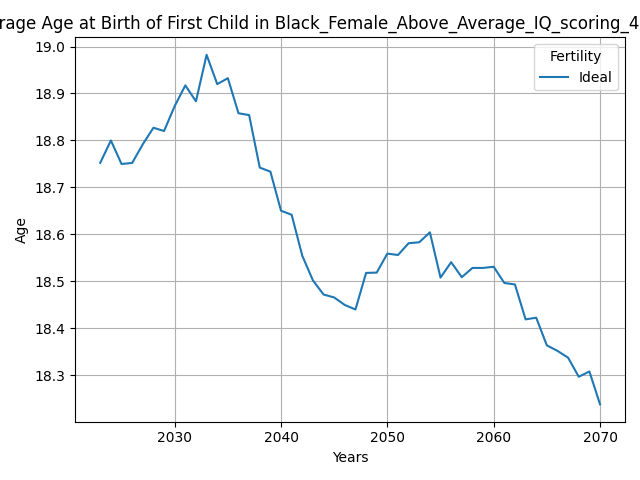 rage Age at Birth of First Child in Black_Female_Above_Average_IQ_scoring_4
19.0
18.9
18.8
18.7
18.6
18.5
18.4
18.3
Age
Fertility
Ideal
2030 2040 2050 2060 2070
Years